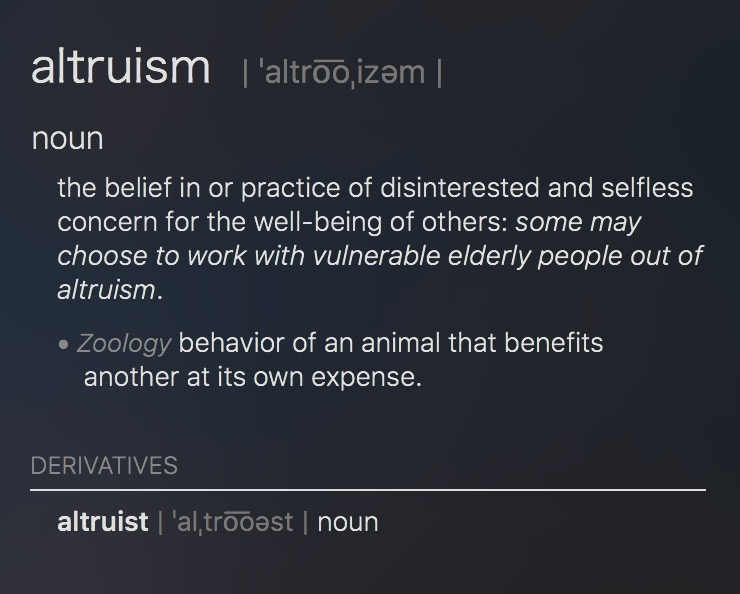 altruism | ˈaltro͞oˌizəm |
noun
the belief in or practice of disinterested and selfless
concern for the well-being of others: some may
choose to work with vulnerable elderly people out of
altruism.
• Zoology behavior of an animal that benefits
another at its own expense.
DERIVATIVES
altruist | ˈalˌtro͞oəst | noun